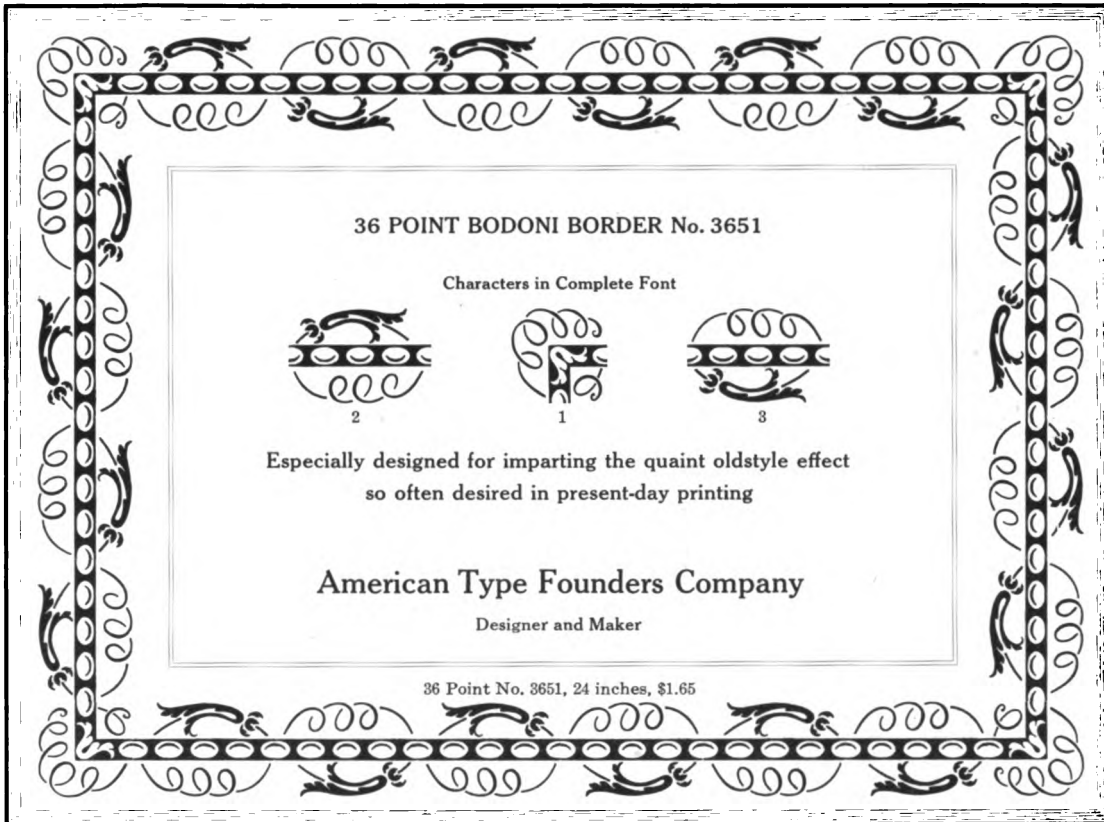 36 POINT BODONI BORDER No. 3651
Characters in Complete Font
2 1 3
Especially designed for imparting the quaint oldstyle effect
so often desired in present-day printing
American Type Founders Company
Designer and Maker
36 Point No. 3651, 24 inches, $1.65